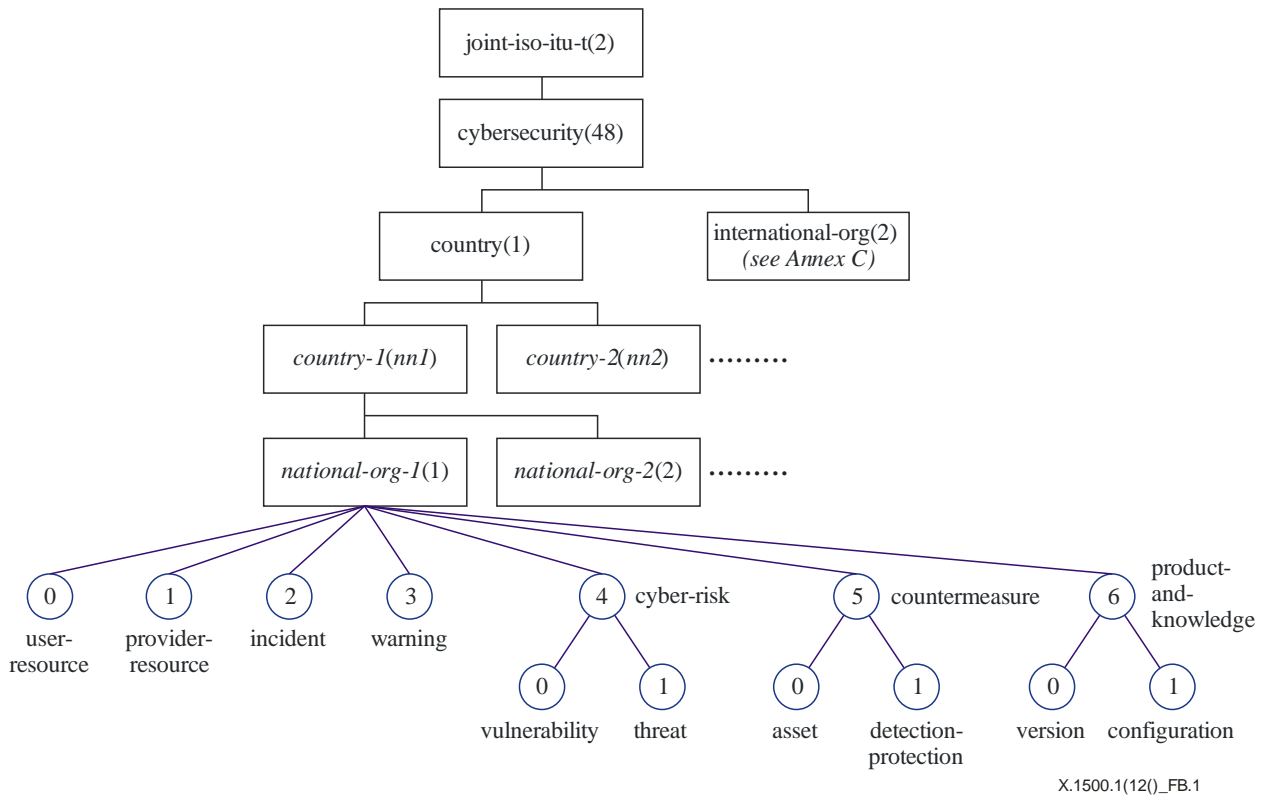 joint-iso-itu-t(2)
cybersecurity(48)
country(1)
international-org(2)
(see Annex C)
country-1(nn1)
country-2(nn2)
.........
national-org-1(1)
national-org-2(2)
.........
0
user-
resource
1
provider-
resource
2
incident
3
warning
4
cyber-risk
5
countermeasure
6
product-
and-
knowledge
0
vulnerability
1
threat
0
asset
1
detection-
protection
0
version
1
configuration
X.1500.1(12()_FB.1